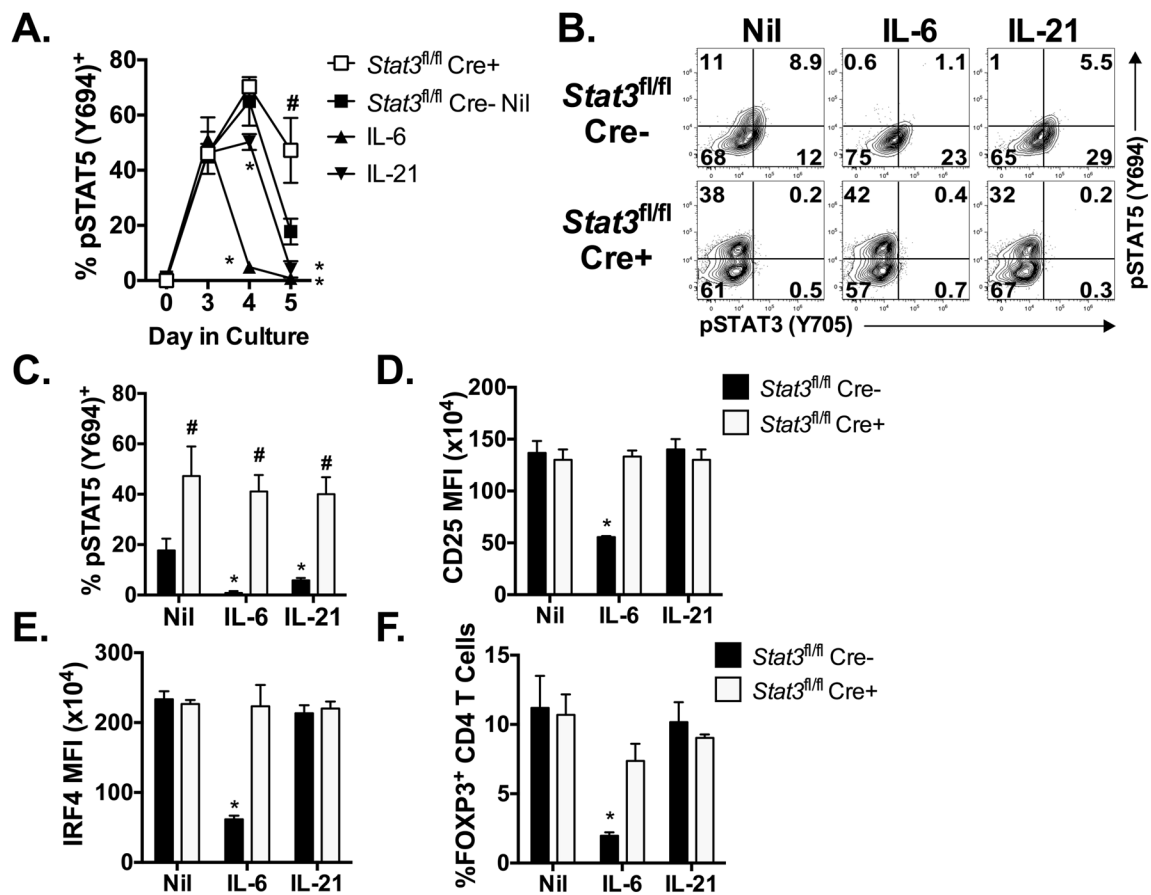 A.
80
60
40
20
0
% pSTAT5 (Y694)+
0 3 4 5
Day in Culture
Stat3fl/fl Cre+
Stat3fl/fl Cre- Nil
IL-6
IL-21
#
*
*
*
*
B.
Nil IL-6 IL-21
Stat3fl/fl
Cre-
11 8.9 0.6 1.1 1 5.5
68 12 75 23 65 29
Stat3fl/fl
Cre+
38 0.2 42 0.4 32 0.2
61 0.5 57 0.7 67 0.3
pSTAT3 (Y705)
pSTAT5 (Y694)
C.
80
60
40
20
0
% pSTAT5 (Y694)+
# # #
* *
Nil IL-6 IL-21
D.
200
150
100
50
0
CD25 MFI (x10⁴)
*
Nil IL-6 IL-21
Stat3fl/fl Cre-
Stat3fl/fl Cre+
E.
300
200
100
0
IRF4 MFI (x10⁴)
*
Nil IL-6 IL-21
F.
15
10
5
0
%FOXP3+ CD4 T Cells
*
Nil IL-6 IL-21
Stat3fl/fl Cre-
Stat3fl/fl Cre+